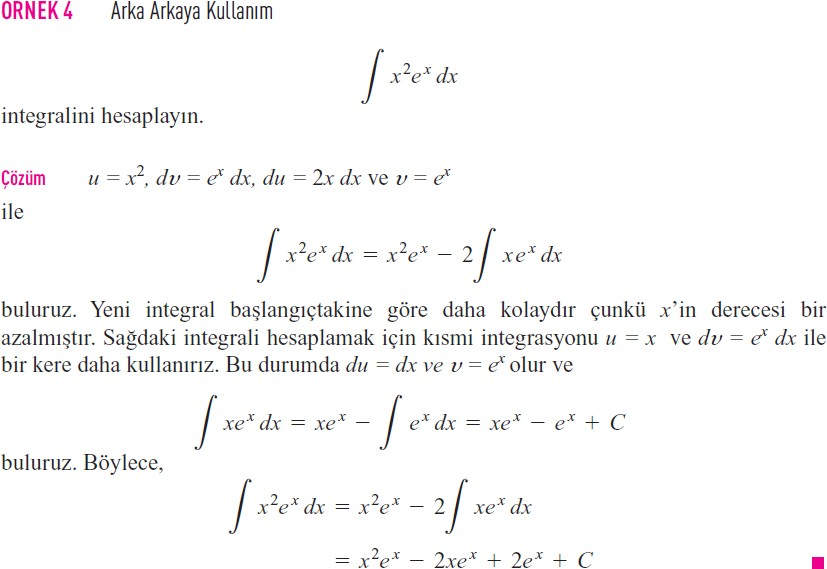 ÖRNEK 4 Arka Arkaya Kullanım
∫ x²eˣ dx
integralini hesaplayın.
Çözüm u = x², dv = eˣ dx, du = 2x dx ve v = eˣ
ile
∫ x²eˣ dx = x²eˣ − 2 ∫ xeˣ dx
buluruz. Yeni integral başlangıçtakine göre daha kolaydır çunkü x’in derecesi bir
azalmıştır. Sağdaki integrali hesaplamak için kısmi integrasyonu u = x ve dv = eˣ dx ile
bir kere daha kullanırız. Bu durumda du = dx ve v = eˣ olur ve
∫ xeˣ dx = xeˣ − ∫ eˣ dx = xeˣ − eˣ + C
buluruz. Böylece,
∫ x²eˣ dx = x²eˣ − 2 ∫ xeˣ dx
= x²eˣ − 2xeˣ + 2eˣ + C